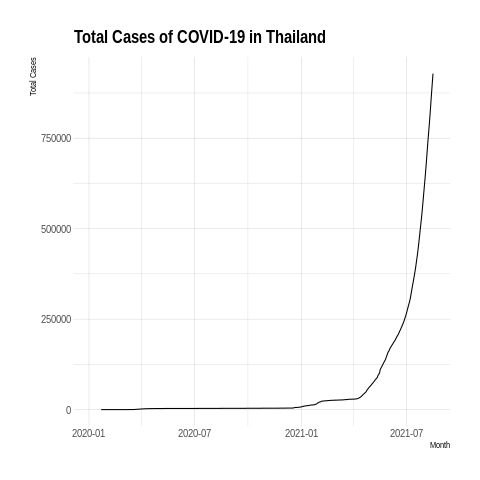 Total Cases of COVID-19 in Thailand
Total Cases
750000
500000
250000
0
2020-01 2020-07 2021-01 2021-07
Month